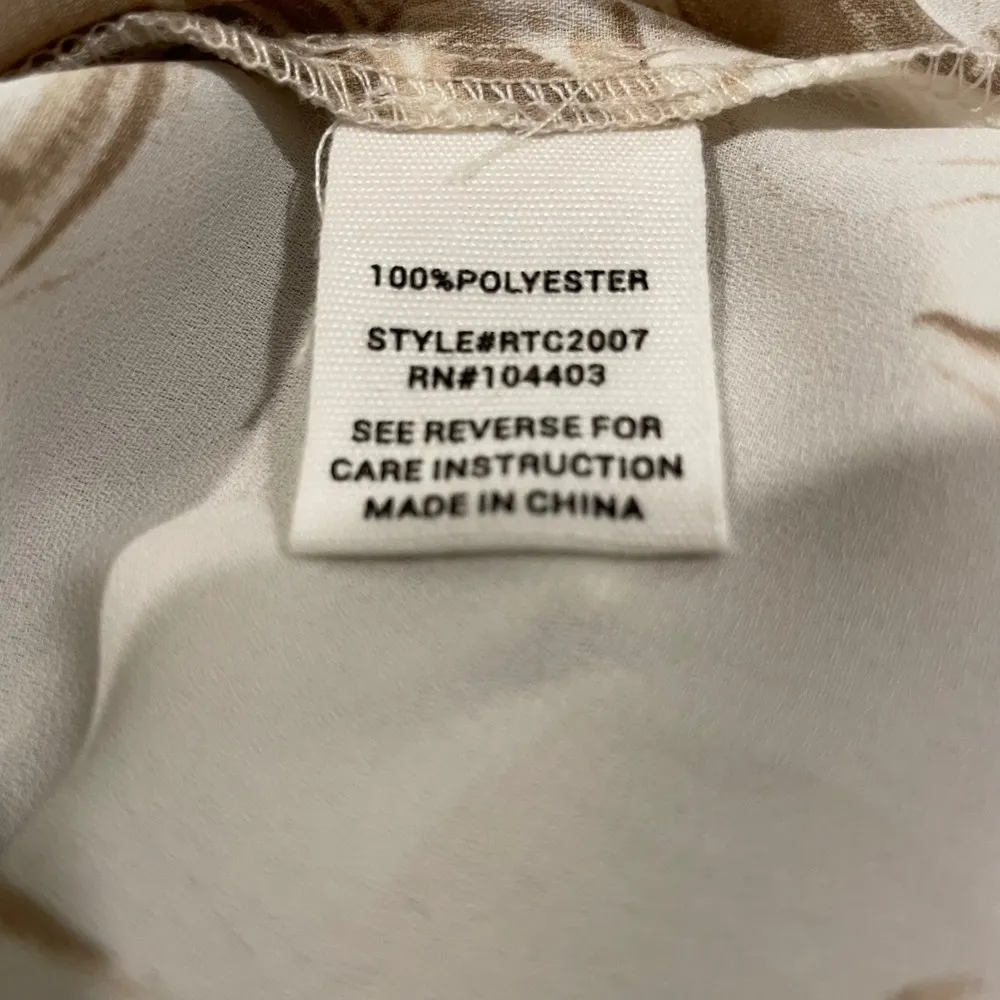 100%POLYESTER
STYLE#RTC2007
RN#104403
SEE REVERSE FOR
CARE INSTRUCTION
MADE IN CHINA